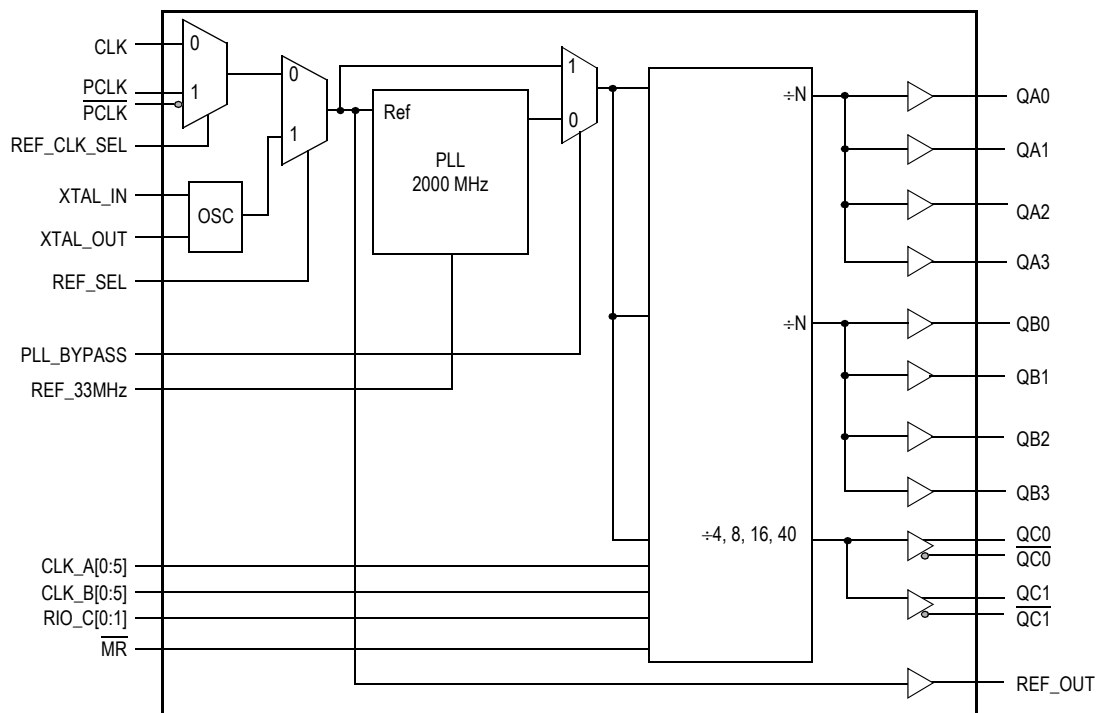 CLK
PCLK
PCLK
REF_CLK_SEL
XTAL_IN
XTAL_OUT
REF_SEL
PLL_BYPASS
REF_33MHz
CLK_A[0:5]
CLK_B[0:5]
RIO_C[0:1]
MR
0
1
0
1
OSC
Ref
PLL
2000 MHz
1
0
÷N
÷N
÷4, 8, 16, 40
QA0
QA1
QA2
QA3
QB0
QB1
QB2
QB3
QC0
QC0
QC1
QC1
REF_OUT